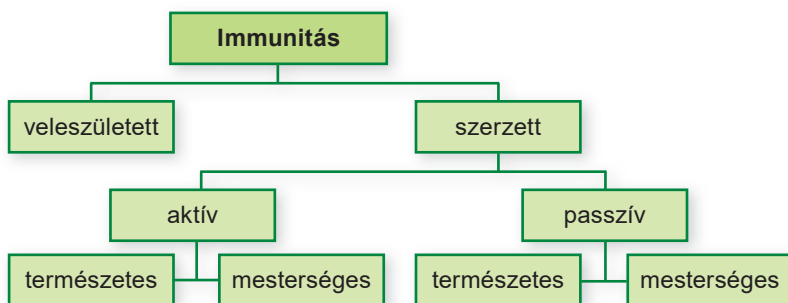 Immunitás
veleszületett
szerzett
aktív
passzív
természetes
mesterséges
természetes
mesterséges